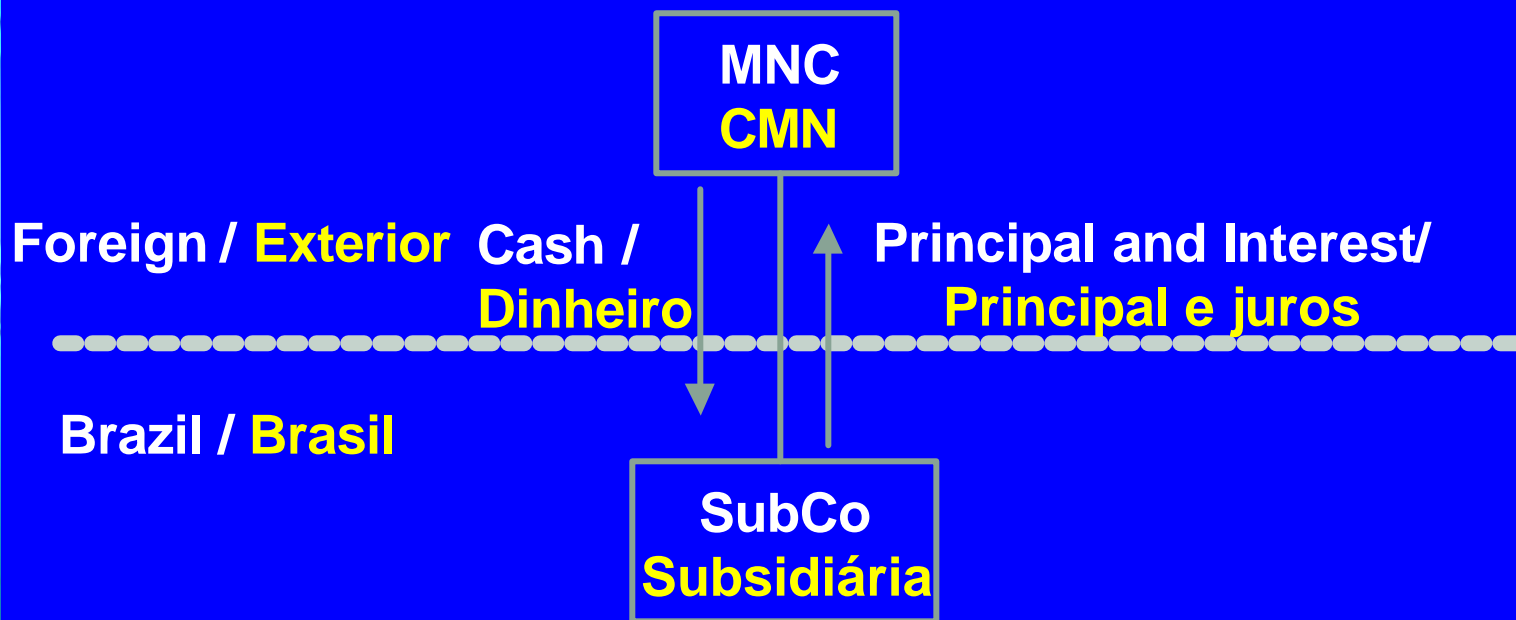 MNC
CMN
Foreign / Exterior
Cash /
Dinheiro
Principal and Interest/
Principal e juros
Brazil / Brasil
SubCo
Subsidiária